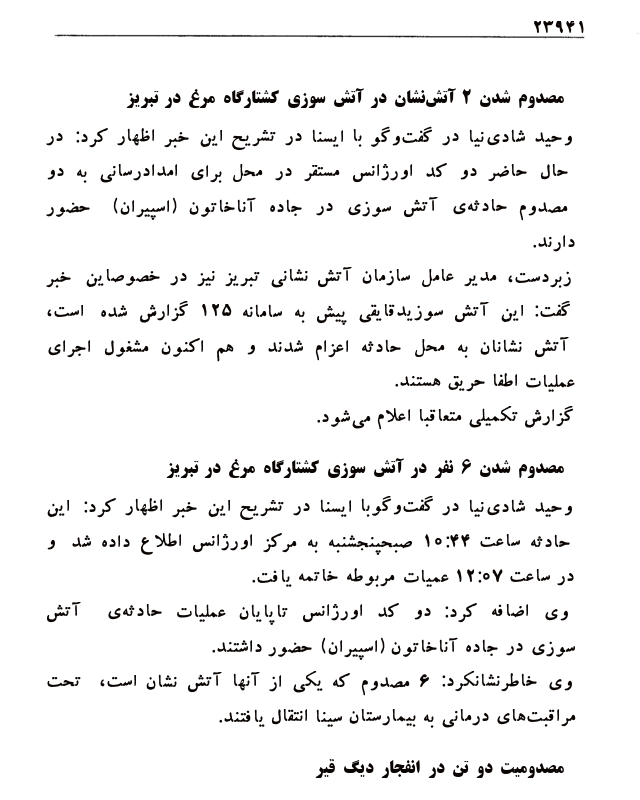 ۲۳۹۴۱
مصدوم شدن ۲ آتش‌نشان در آتش سوزی کشتارگاه مرغ در تبریز
وحید شادی‌نیا در گفت‌وگو با ایسنا در تشریح این خبر اظهار کرد: در
حال حاضر دو کد اورژانس مستقر در محل برای امدادرسانی به دو
مصدوم حادثه‌ی آتش سوزی در جاده آناخاتون (اسپیران) حضور
دارند.
زبردست، مدیر عامل سازمان آتش نشانی تبریز نیز در خصوصاین خبر
گفت: این آتش سوزیدقایقی پیش به سامانه ۱۲۵ گزارش شده است،
آتش نشانان به محل حادثه اعزام شدند و هم اکنون مشغول اجرای
عملیات اطفا حریق هستند.
گزارش تکمیلی متعاقبا اعلام می‌شود.
مصدوم شدن ۶ نفر در آتش سوزی کشتارگاه مرغ در تبریز
وحید شادی‌نیا در گفت‌وگوبا ایسنا در تشریح این خبر اظهار کرد: این
حادثه ساعت ۱۰:۴۴ صبحپنجشنبه به مرکز اورژانس اطلاع داده شد و
در ساعت ۱۲:۰۷ عمیات مربوطه خاتمه یافت.
وی اضافه کرد: دو کد اورژانس تاپایان عملیات حادثه‌ی آتش
سوزی در جاده آناخاتون (اسپیران) حضور داشتند.
وی خاطرنشانکرد: ۶ مصدوم که یکی از آنها آتش نشان است، تحت
مراقبت‌های درمانی به بیمارستان سینا انتقال یافتند.
مصدومیت دو تن در انفجار دیگ قیر